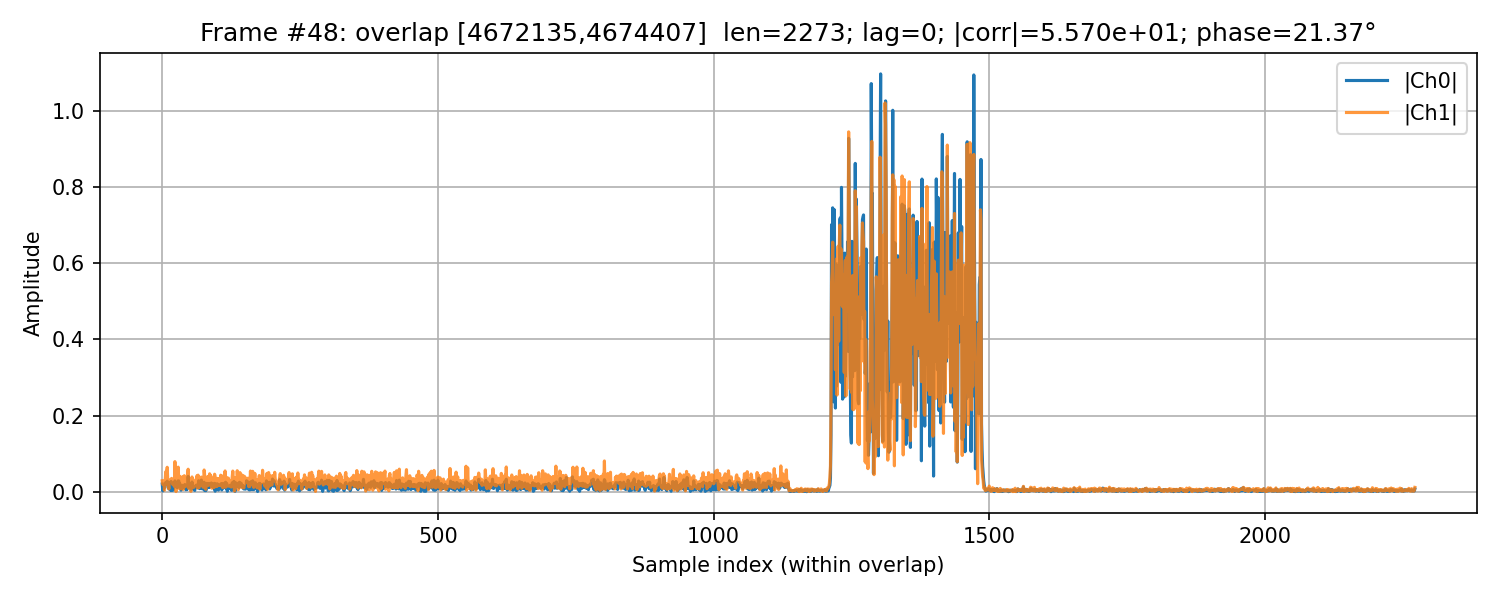 Frame #48: overlap [4672135,4674407]  len=2273; lag=0; |corr|=5.570e+01; phase=21.37°
|Ch0|
|Ch1|
1.0
0.8
0.6
0.4
0.2
0.0
Amplitude
0
500
1000
1500
2000
Sample index (within overlap)